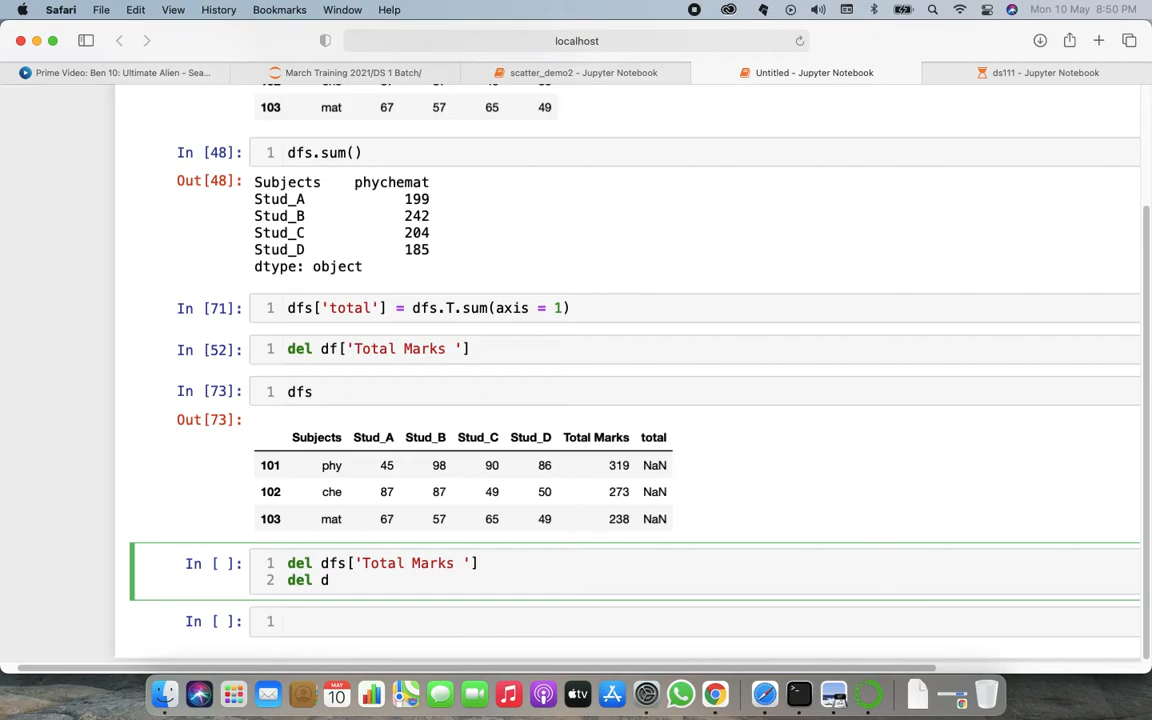 Safari File Edit View History Bookmarks Window Help Mon 10 May 8:50 PM
localhost
Prime Video: Ben 10: Ultimate Alien - Sea... March Training 2021/DS 1 Batch/ scatter_demo2 - Jupyter Notebook Untitled - Jupyter Notebook ds111 - Jupyter Notebook
103 mat 67 57 65 49
In [48]: 1 dfs.sum()
Out[48]: Subjects phychemat
Stud_A 199
Stud_B 242
Stud_C 204
Stud_D 185
dtype: object
In [71]: 1 dfs['total'] = dfs.T.sum(axis = 1)
In [52]: 1 del df['Total Marks ']
In [73]: 1 dfs
Out[73]:
Subjects Stud_A Stud_B Stud_C Stud_D Total Marks total
101 phy 45 98 90 86 319 NaN
102 che 87 87 49 50 273 NaN
103 mat 67 57 65 49 238 NaN
In [ ]: 1 del dfs['Total Marks ']
2 del d
In [ ]: 1
MAY
10
tv